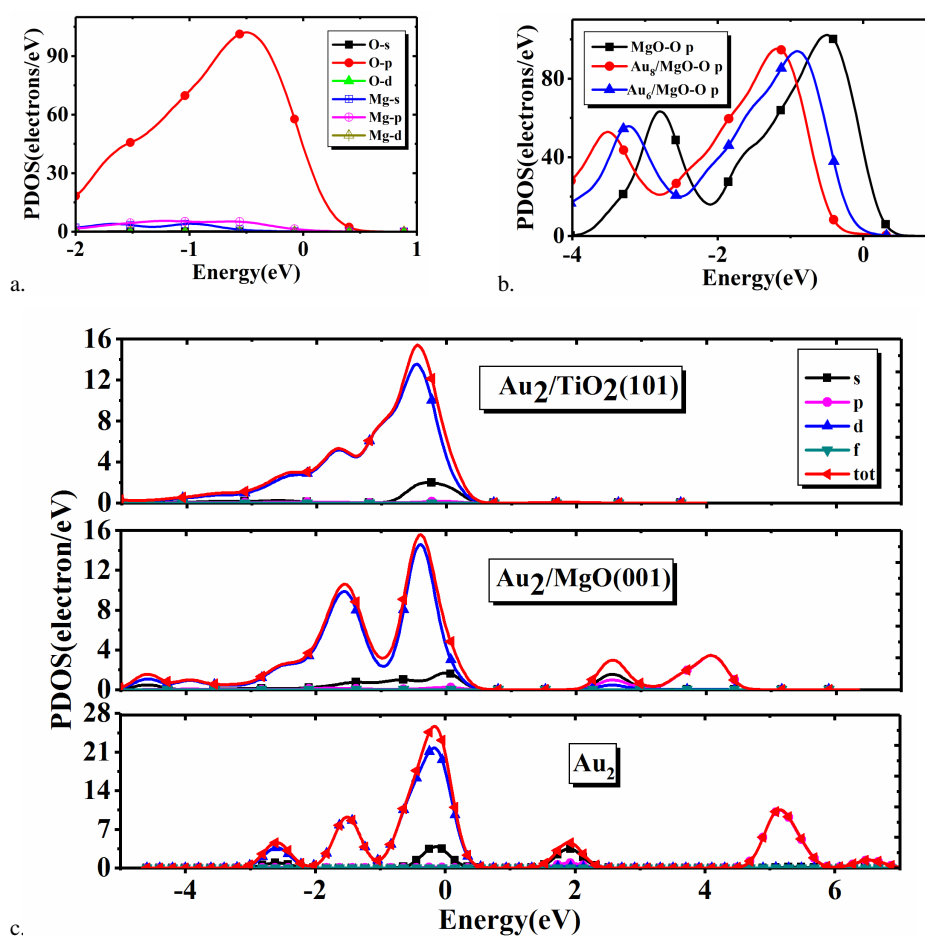 PDOS(electrons/eV)
105
90
60
30
0
-2
-1
0
1
Energy(eV)
O-s
O-p
O-d
Mg-s
Mg-p
Mg-d
a.
PDOS(electrons/eV)
80
40
0
-4
-2
0
Energy(eV)
MgO-O p
Au8/MgO-O p
Au6/MgO-O p
b.
PDOS(electron/eV)
16
12
8
4
0
Au2/TiO2(101)
s
p
d
f
tot
16
12
8
4
0
Au2/MgO(001)
28
21
14
7
0
Au2
-4
-2
0
2
4
6
Energy(eV)
c.